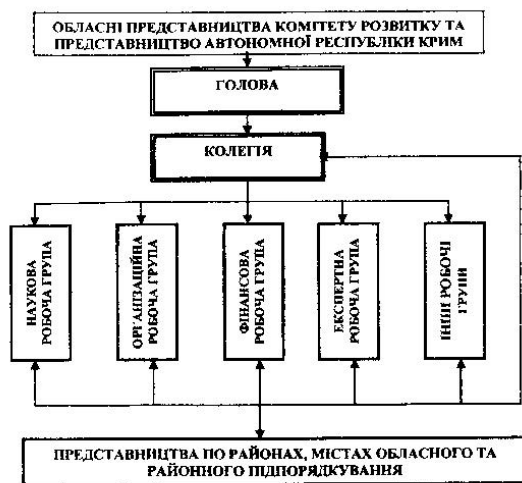 ОБЛАСНІ ПРЕДСТАВНИЦТВА КОМІТЕТУ РОЗВИТКУ ТА
ПРЕДСТАВНИЦТВО АВТОНОМНОЇ РЕСПУБЛІКИ КРИМ
ГОЛОВА
КОЛЕГІЯ
НАУКОВА
РОБОЧА ГРУПА
ОРГАНІЗАЦІЙНА
РОБОЧА ГРУПА
ФІНАНСОВА
РОБОЧА ГРУПА
ЕКСПЕРТНА
РОБОЧА ГРУПА
ІНШІ РОБОЧІ
ГРУПИ
ПРЕДСТАВНИЦТВА ПО РАЙОНАХ, МІСТАХ ОБЛАСНОГО ТА
РАЙОННОГО ПІДПОРЯДКУВАННЯ